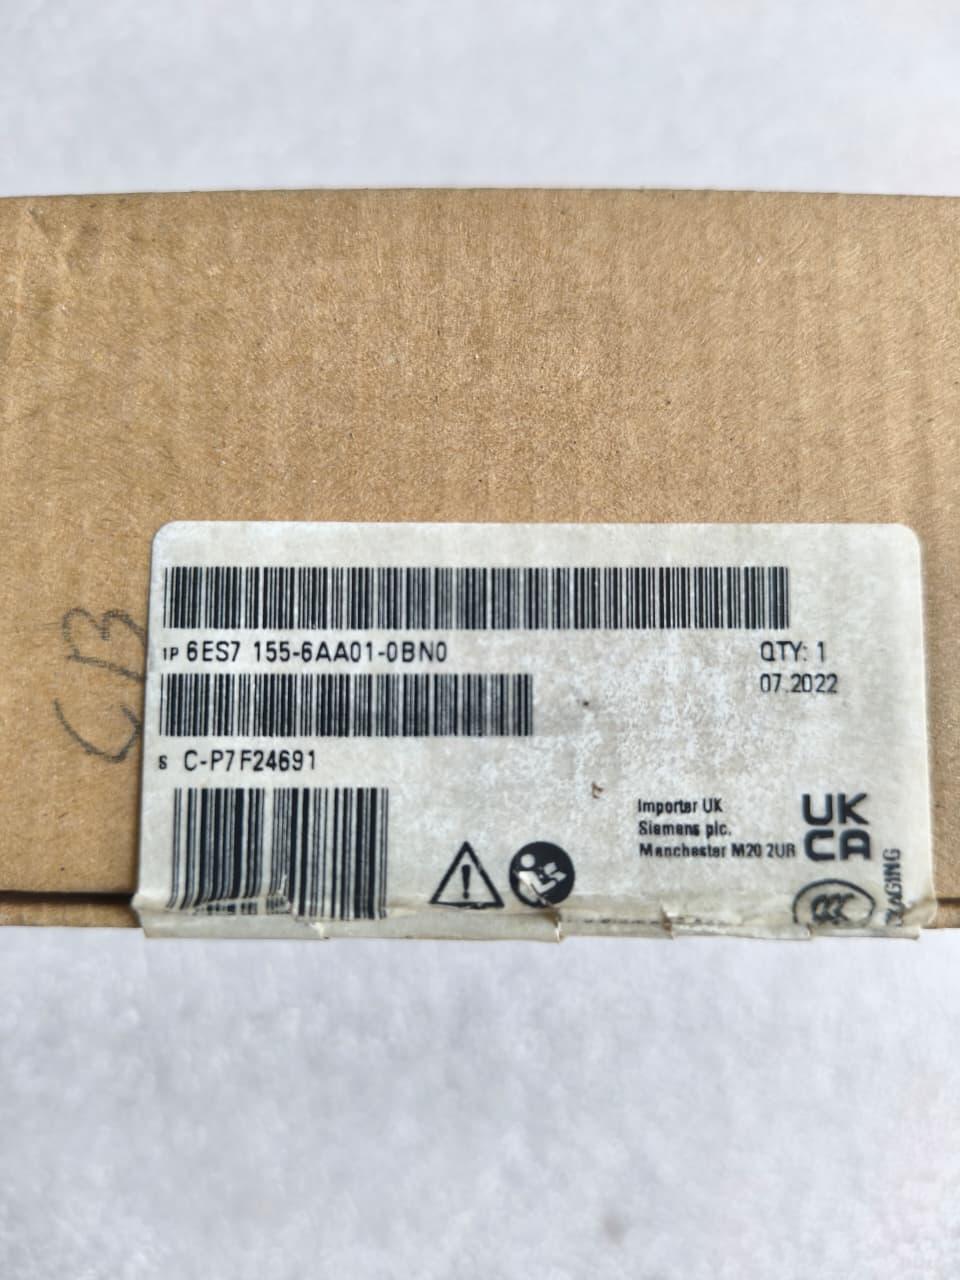 1P 6ES7 155-6AA01-0BN0
QTY: 1
07.2022
S C-P7F24691
Importer UK
Siemens plc.
Manchester M20 2UR
UK
CA
CCC